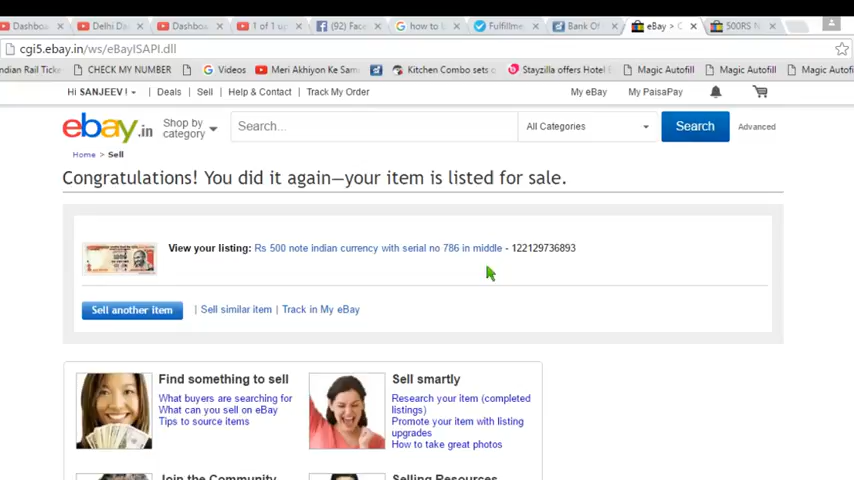 Dashboard Delhi Da Dashboa 1 of 1 u (92) Face how to Fulfillme Bank Of eBay > 500RS N
cgi5.ebay.in/ws/eBayISAPI.dll
ndian Rail Ticke CHECK MY NUMBER Videos Meri Akhiyon Ke Sam Kitchen Combo sets o Stayzilla offers Hotel Magic Autofill Magic Autofill Magic Autofi
Hi SANJEEV ! Deals Sell Help & Contact Track My Order My eBay My PaisaPay
ebay.in Shop by category Search... All Categories Search Advanced
Home > Sell
Congratulations! You did it again—your item is listed for sale.
View your listing: Rs 500 note indian currency with serial no 786 in middle - 122129736893
Sell another item | Sell similar item | Track in My eBay
Find something to sell
What buyers are searching for
What can you sell on eBay
Tips to source items
Sell smartly
Research your item (completed
listings)
Promote your item with listing
upgrades
How to take great photos
Join the Community
Selling Resources